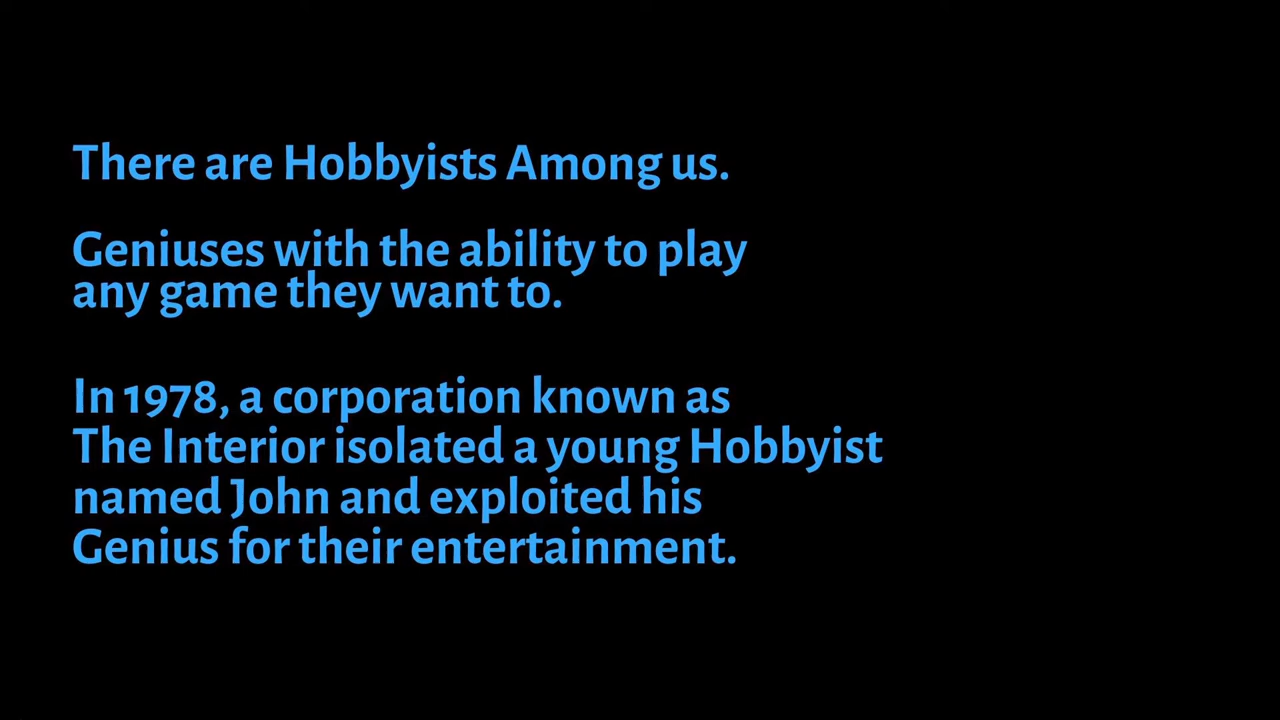 There are Hobbyists Among us.
Geniuses with the ability to play
any game they want to.
In 1978, a corporation known as
The Interior isolated a young Hobbyist
named John and exploited his
Genius for their entertainment.